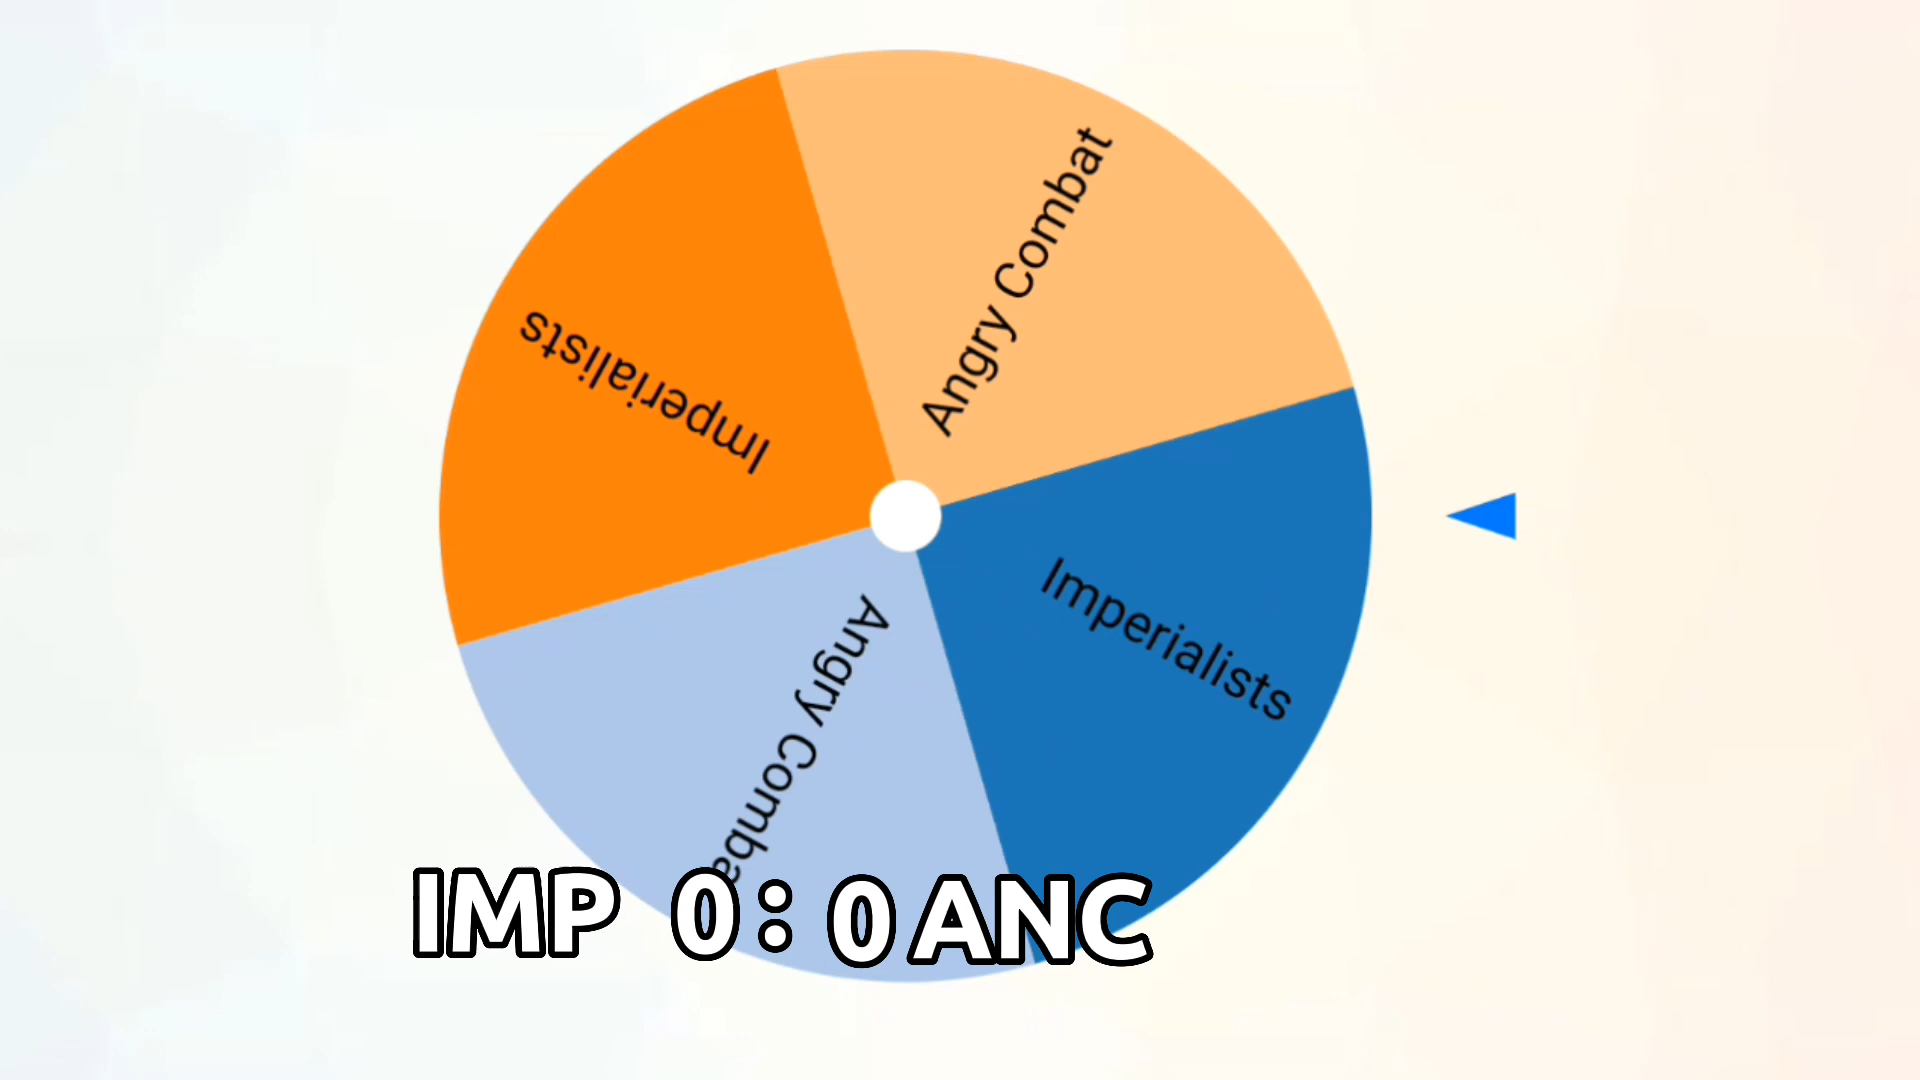 Angry Combat
Imperialists
Imperialists
Angry Comba
IMP 0 : 0 ANC